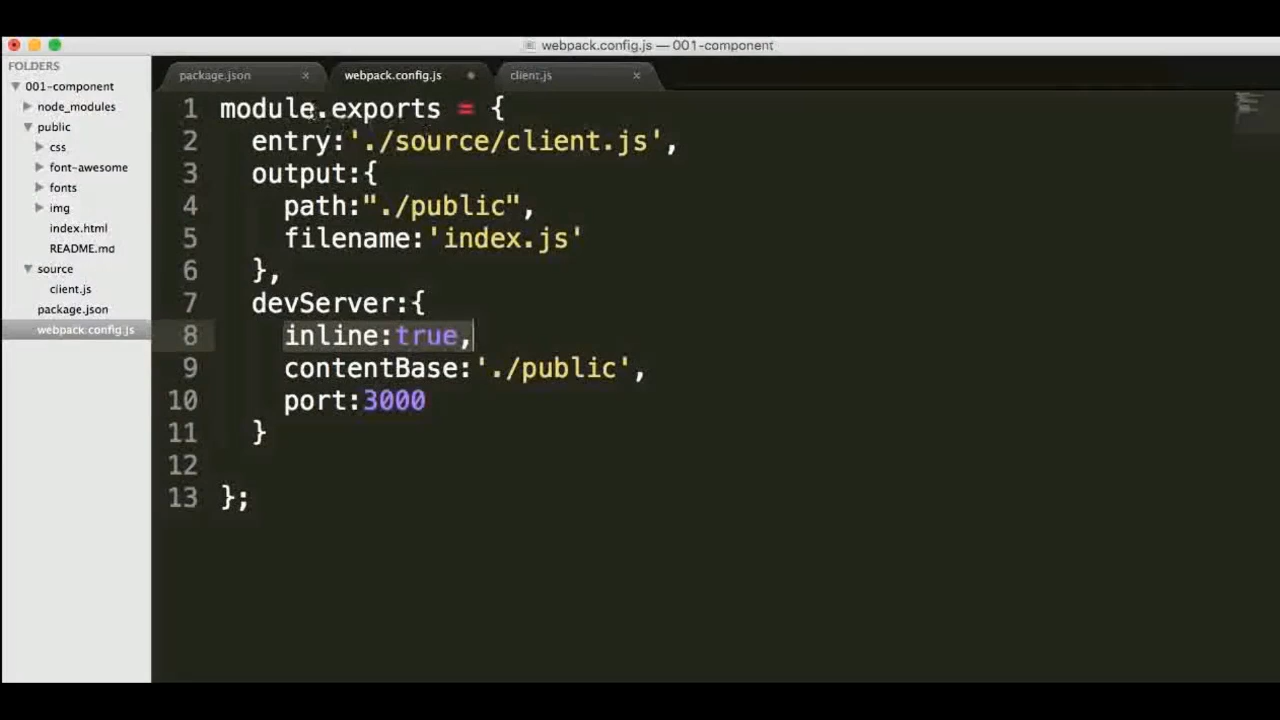 webpack.config.js — 001-component
FOLDERS
001-component
node_modules
public
css
font-awesome
fonts
img
index.html
README.md
source
client.js
package.json
webpack.config.js
package.json × webpack.config.js client.js ×
1 module.exports = {
2 entry:'./source/client.js',
3 output:{
4 path:"./public",
5 filename:'index.js'
6 },
7 devServer:{
8 inline:true,
9 contentBase:'./public',
10 port:3000
11 }
12
13 };